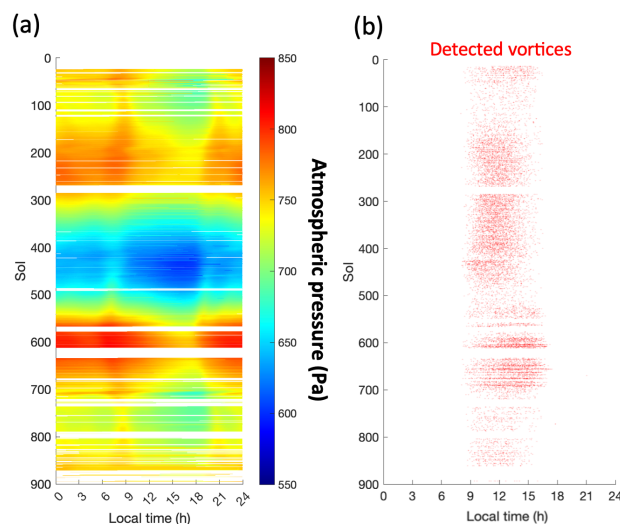 (a)
0
100
200
300
400
500
600
700
800
900
Sol
0 3 6 9 12 15 18 21 24
Local time (h)
850
800
750
700
650
600
550
Atmospheric pressure (Pa)
(b)
Detected vortices
0
100
200
300
400
500
600
700
800
900
Sol
0 3 6 9 12 15 18 21 24
Local time (h)